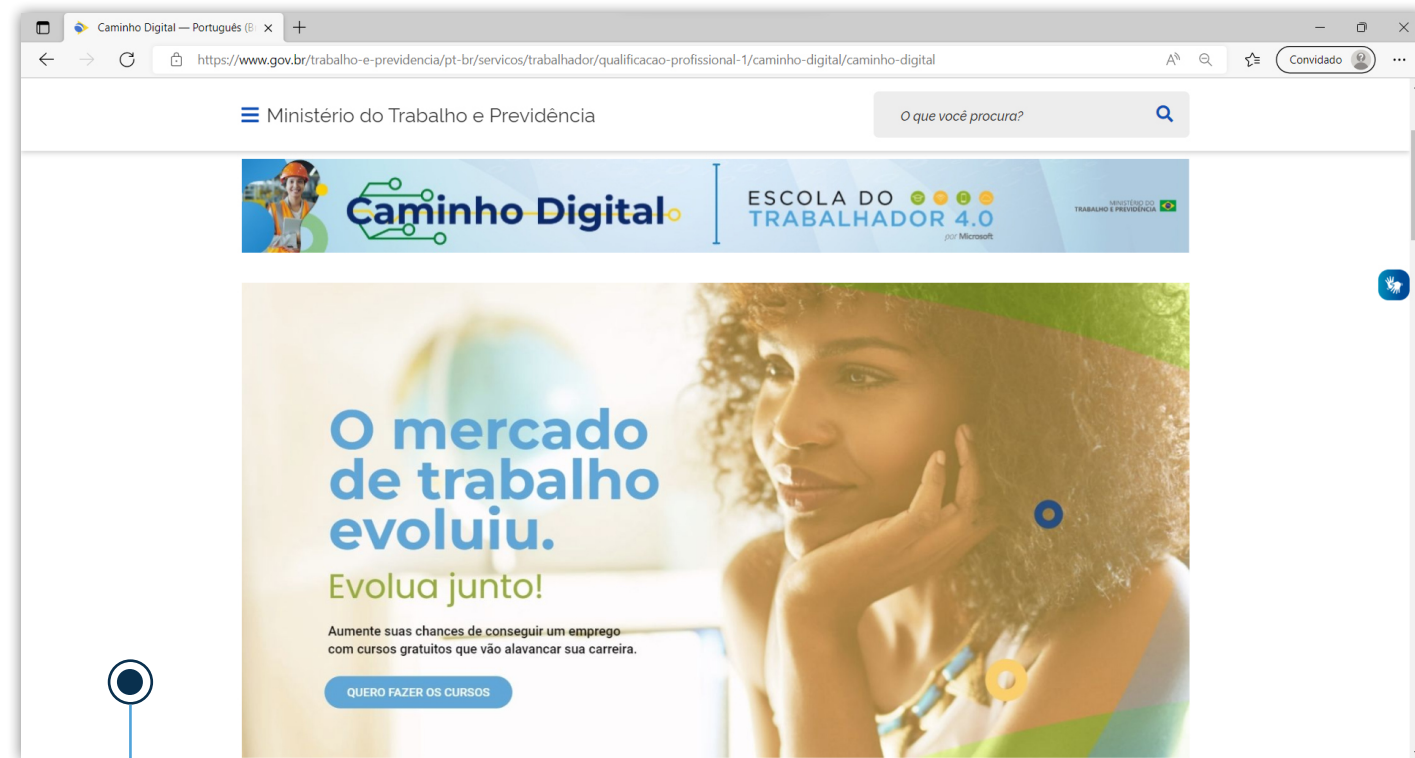 Caminho Digital — Português (B
https://www.gov.br/trabalho-e-previdencia/pt-br/servicos/trabalhador/qualificacao-profissional-1/caminho-digital/caminho-digital
Convidado
Ministério do Trabalho e Previdência
O que você procura?
Caminho Digital
ESCOLA DO
TRABALHADOR 4.0
por Microsoft
MINISTÉRIO DO
TRABALHO E PREVIDÊNCIA
O mercado
de trabalho
evoluiu.
Evolua junto!
Aumente suas chances de conseguir um emprego
com cursos gratuitos que vão alavancar sua carreira.
QUERO FAZER OS CURSOS